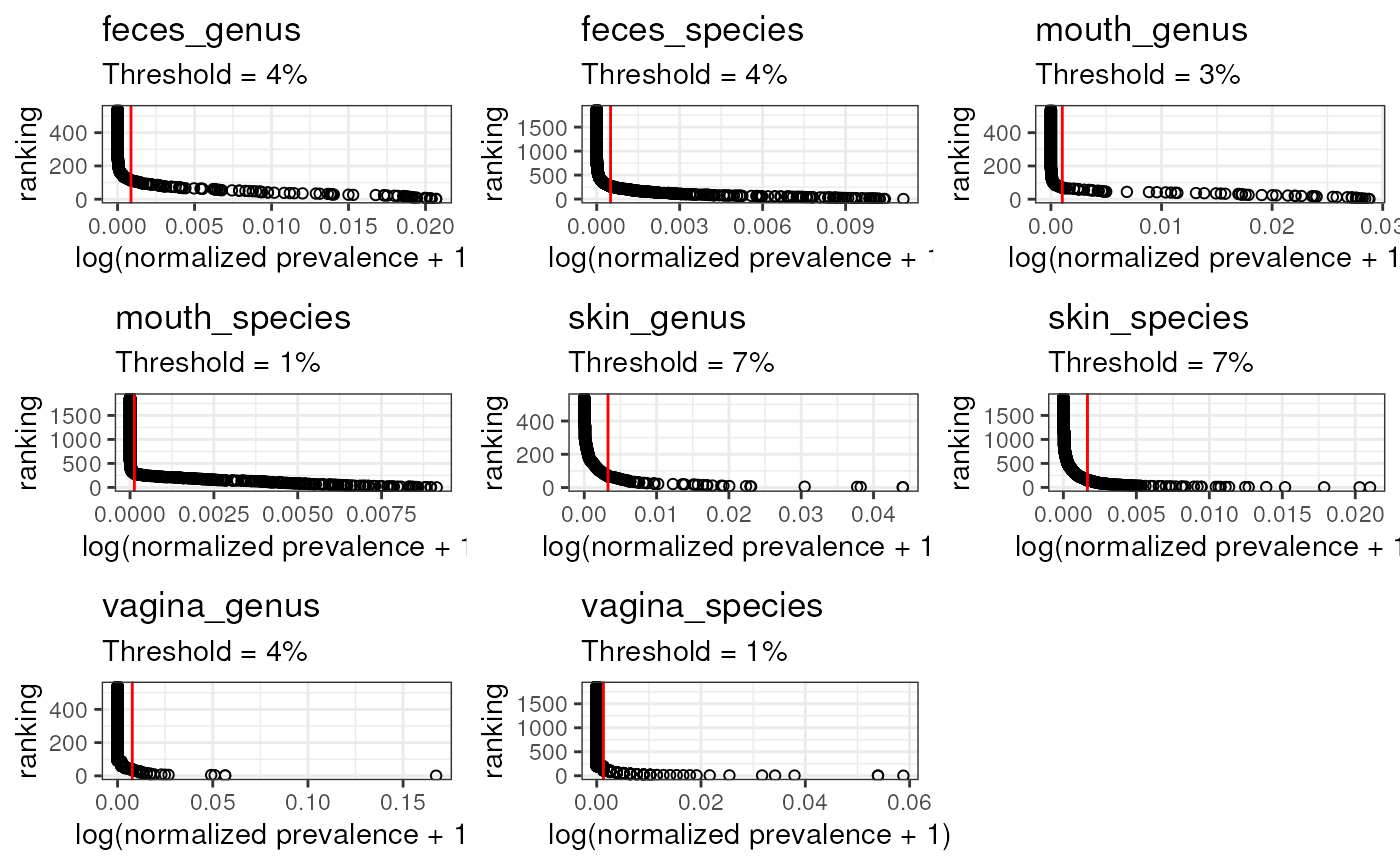 feces_genus
Threshold = 4%
ranking
400
200
0
0.000 0.005 0.010 0.015 0.020
log(normalized prevalence + 1
feces_species
Threshold = 4%
ranking
1500
1000
500
0
0.000 0.003 0.006 0.009
log(normalized prevalence + 1
mouth_genus
Threshold = 3%
ranking
400
200
0
0.00 0.01 0.02 0.03
log(normalized prevalence + 1
mouth_species
Threshold = 1%
ranking
1500
1000
500
0
0.0000 0.0025 0.0050 0.0075
log(normalized prevalence + 1
skin_genus
Threshold = 7%
ranking
400
200
0
0.00 0.01 0.02 0.03 0.04
log(normalized prevalence + 1
skin_species
Threshold = 7%
ranking
1500
1000
500
0
0.000 0.005 0.010 0.015 0.020
log(normalized prevalence + 1
vagina_genus
Threshold = 4%
ranking
400
200
0
0.00 0.05 0.10 0.15
log(normalized prevalence + 1
vagina_species
Threshold = 1%
ranking
1500
1000
500
0
0.00 0.02 0.04 0.06
log(normalized prevalence + 1)